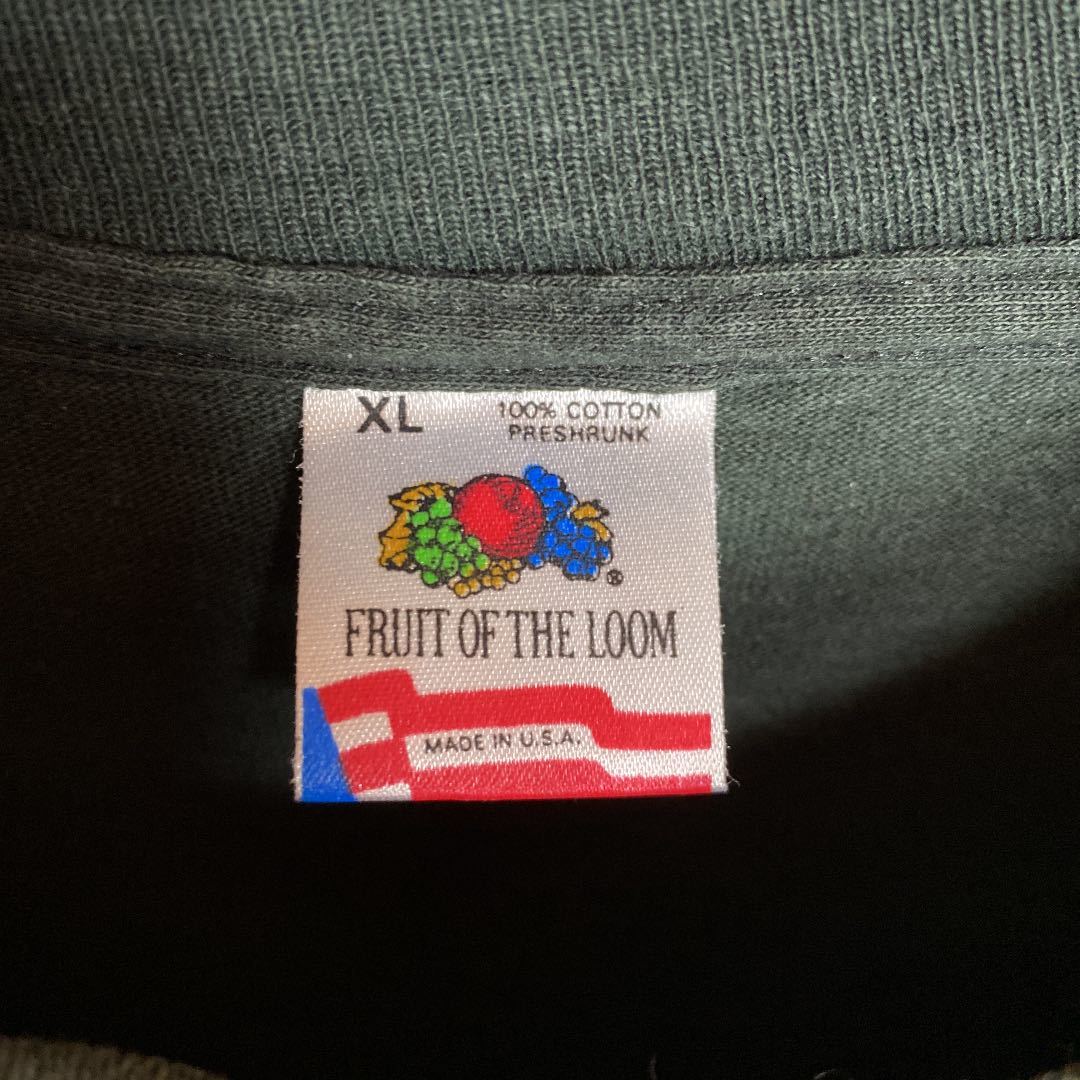 XL
100% COTTON
PRESHRUNK
®
FRUIT OF THE LOOM
MADE IN U.S.A.